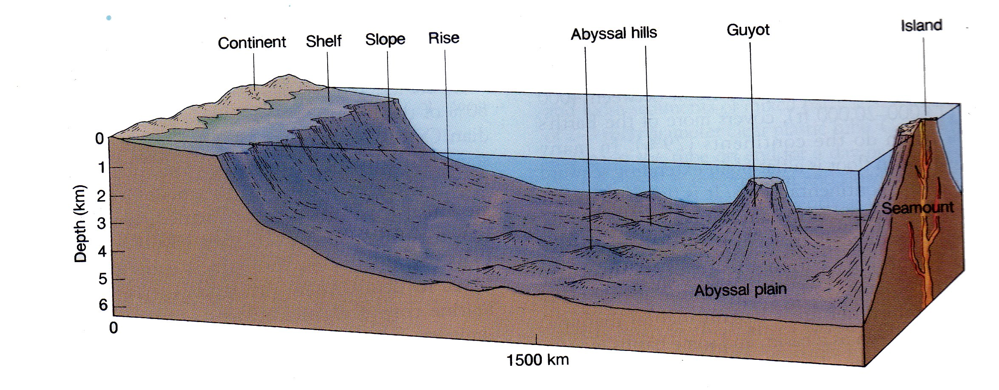 Continent
Shelf
Slope
Rise
Abyssal hills
Guyot
Island
Depth (km)
0
1
2
3
4
5
6
Seamount
Abyssal plain
0
1500 km